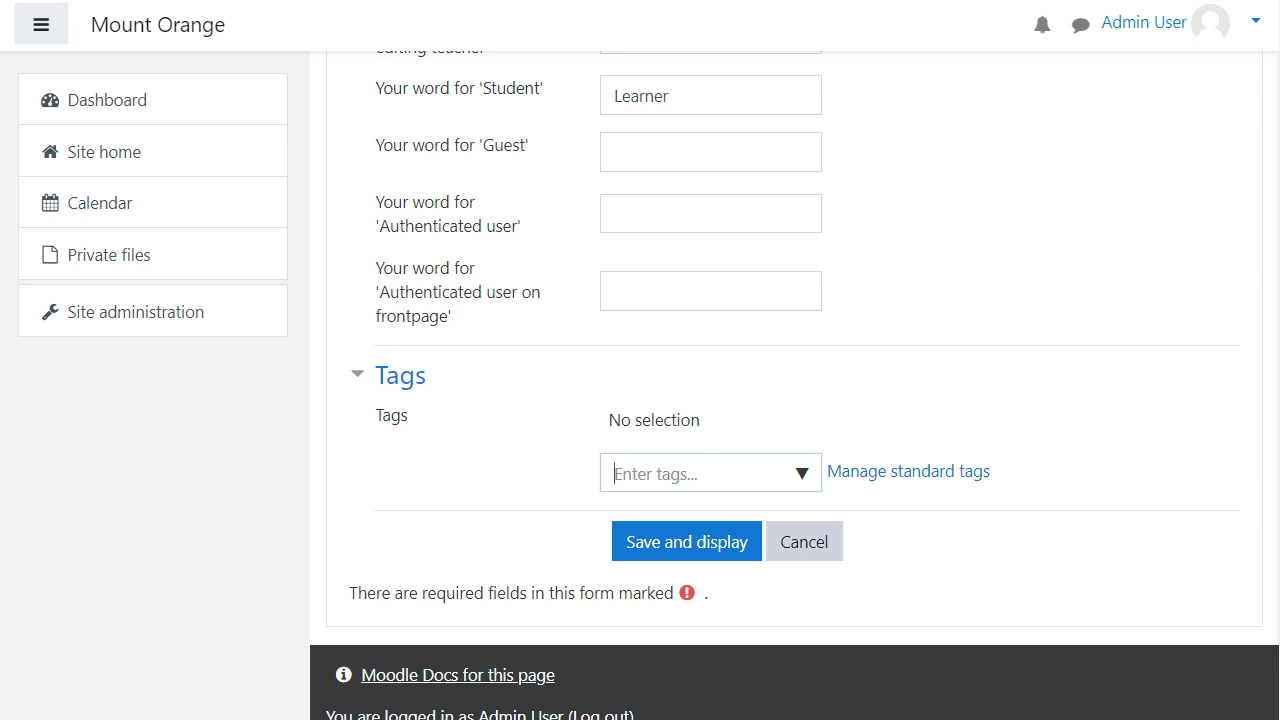 Mount Orange
Admin User
Dashboard
Site home
Calendar
Private files
Site administration
editing teacher
Your word for 'Student'
Learner
Your word for 'Guest'
Your word for
'Authenticated user'
Your word for
'Authenticated user on
frontpage'
Tags
Tags
No selection
Enter tags...
Manage standard tags
Save and display
Cancel
There are required fields in this form marked .
Moodle Docs for this page
You are logged in as Admin User (Log out)